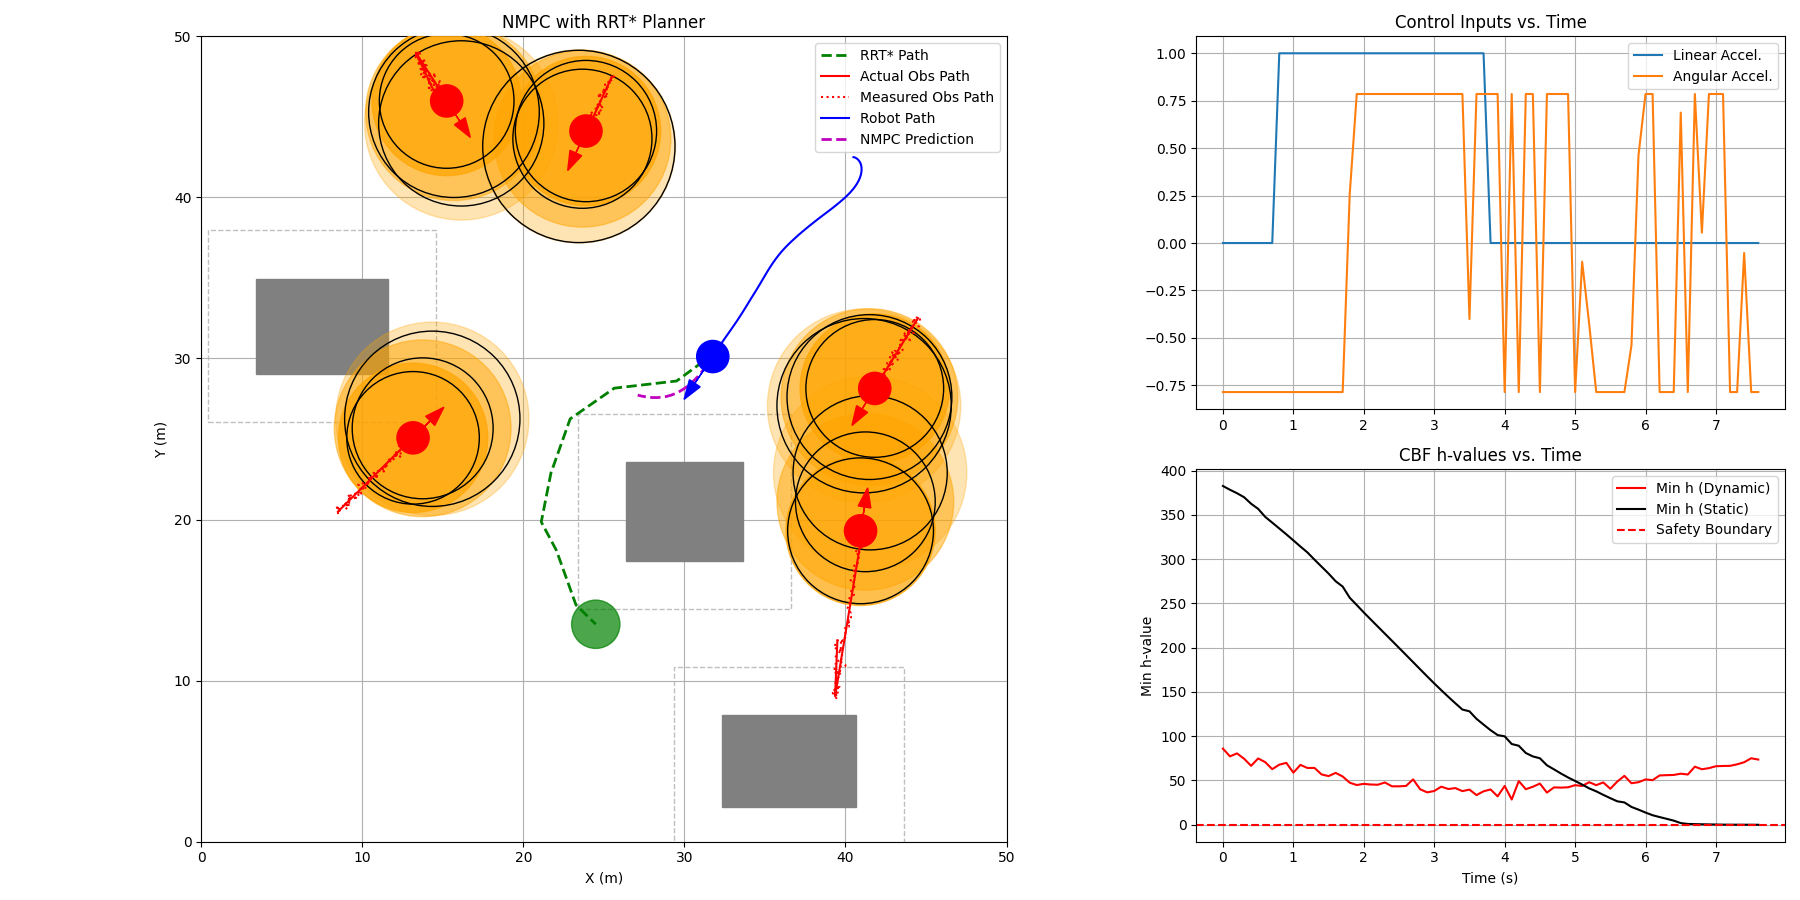 NMPC with RRT* Planner
50
40
30
20
10
0
Y (m)
0 10 20 30 40 50
X (m)
RRT* Path
Actual Obs Path
Measured Obs Path
Robot Path
NMPC Prediction
Control Inputs vs. Time
1.00
0.75
0.50
0.25
0.00
−0.25
−0.50
−0.75
0 1 2 3 4 5 6 7
Linear Accel.
Angular Accel.
CBF h-values vs. Time
400
350
300
250
200
150
100
50
0
Min h-value
0 1 2 3 4 5 6 7
Time (s)
Min h (Dynamic)
Min h (Static)
Safety Boundary